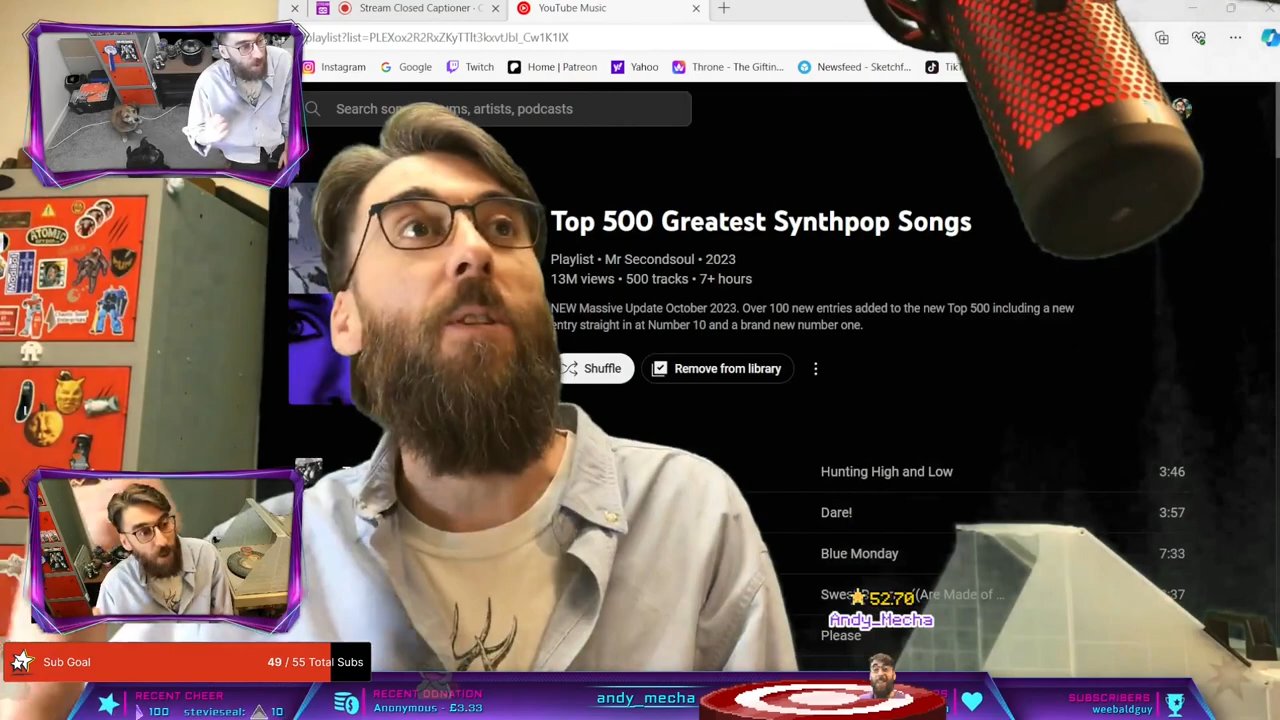 Stream Closed Captioner -
YouTube Music
playlist?list=PLEXox2R2RxZKyTTlt3kxvtJbl_Cw1K1IX
Instagram
Google
Twitch
Home | Patreon
Yahoo
Throne - The Giftin...
Newsfeed - Sketchf...
Search albums, artists, podcasts
Top 500 Greatest Synthpop Songs
Playlist • Mr Secondsoul • 2023
13M views • 500 tracks • 7+ hours
NEW Massive Update October 2023. Over 100 new entries added to the new Top 500 including a new
entry straight in at Number 10 and a brand new number one.
Shuffle
Remove from library
ATOMIC
Hunting High and Low 3:46
Dare! 3:57
Blue Monday 7:33
(Are Made of ... :37
52.70
Andy_Mecha
Please
Sub Goal 49 / 55 Total Subs
RECENT CHEER
100 stevieseal: 10
RECENT DONATION
Anonymous - £3.33
andy_mecha
SUBSCRIBERS
weebaldguy